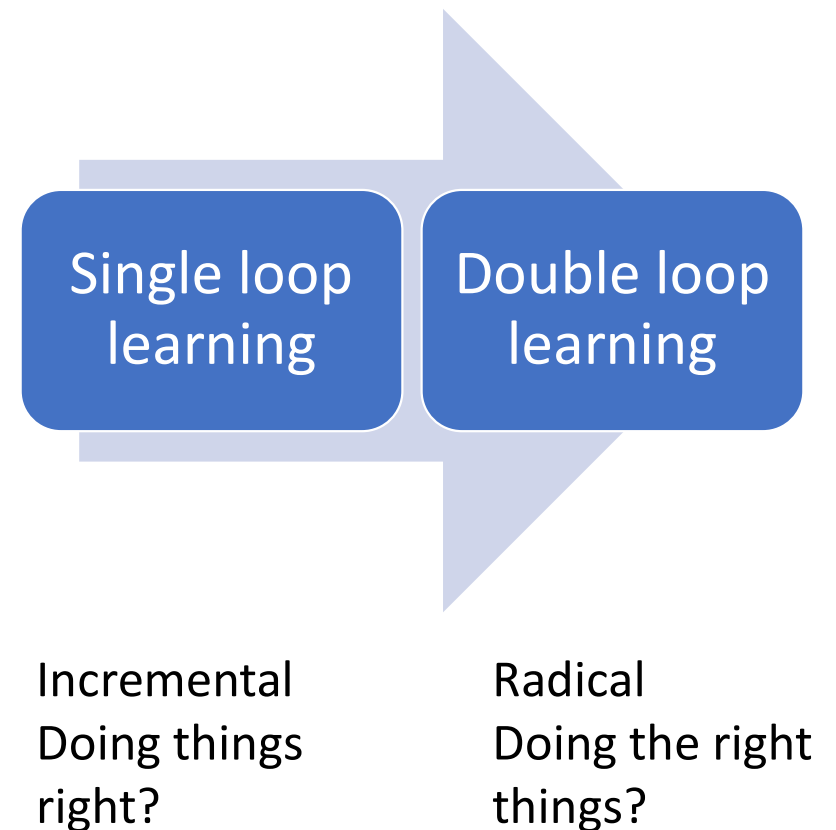 Single loop
learning
Double loop
learning
Incremental
Doing things
right?
Radical
Doing the right
things?